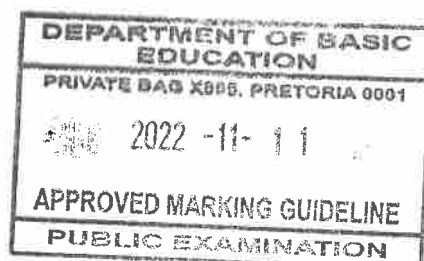 DEPARTMENT OF BASIC
EDUCATION
PRIVATE BAG X895, PRETORIA 0001
2022 -11- 11
APPROVED MARKING GUIDELINE
PUBLIC EXAMINATION